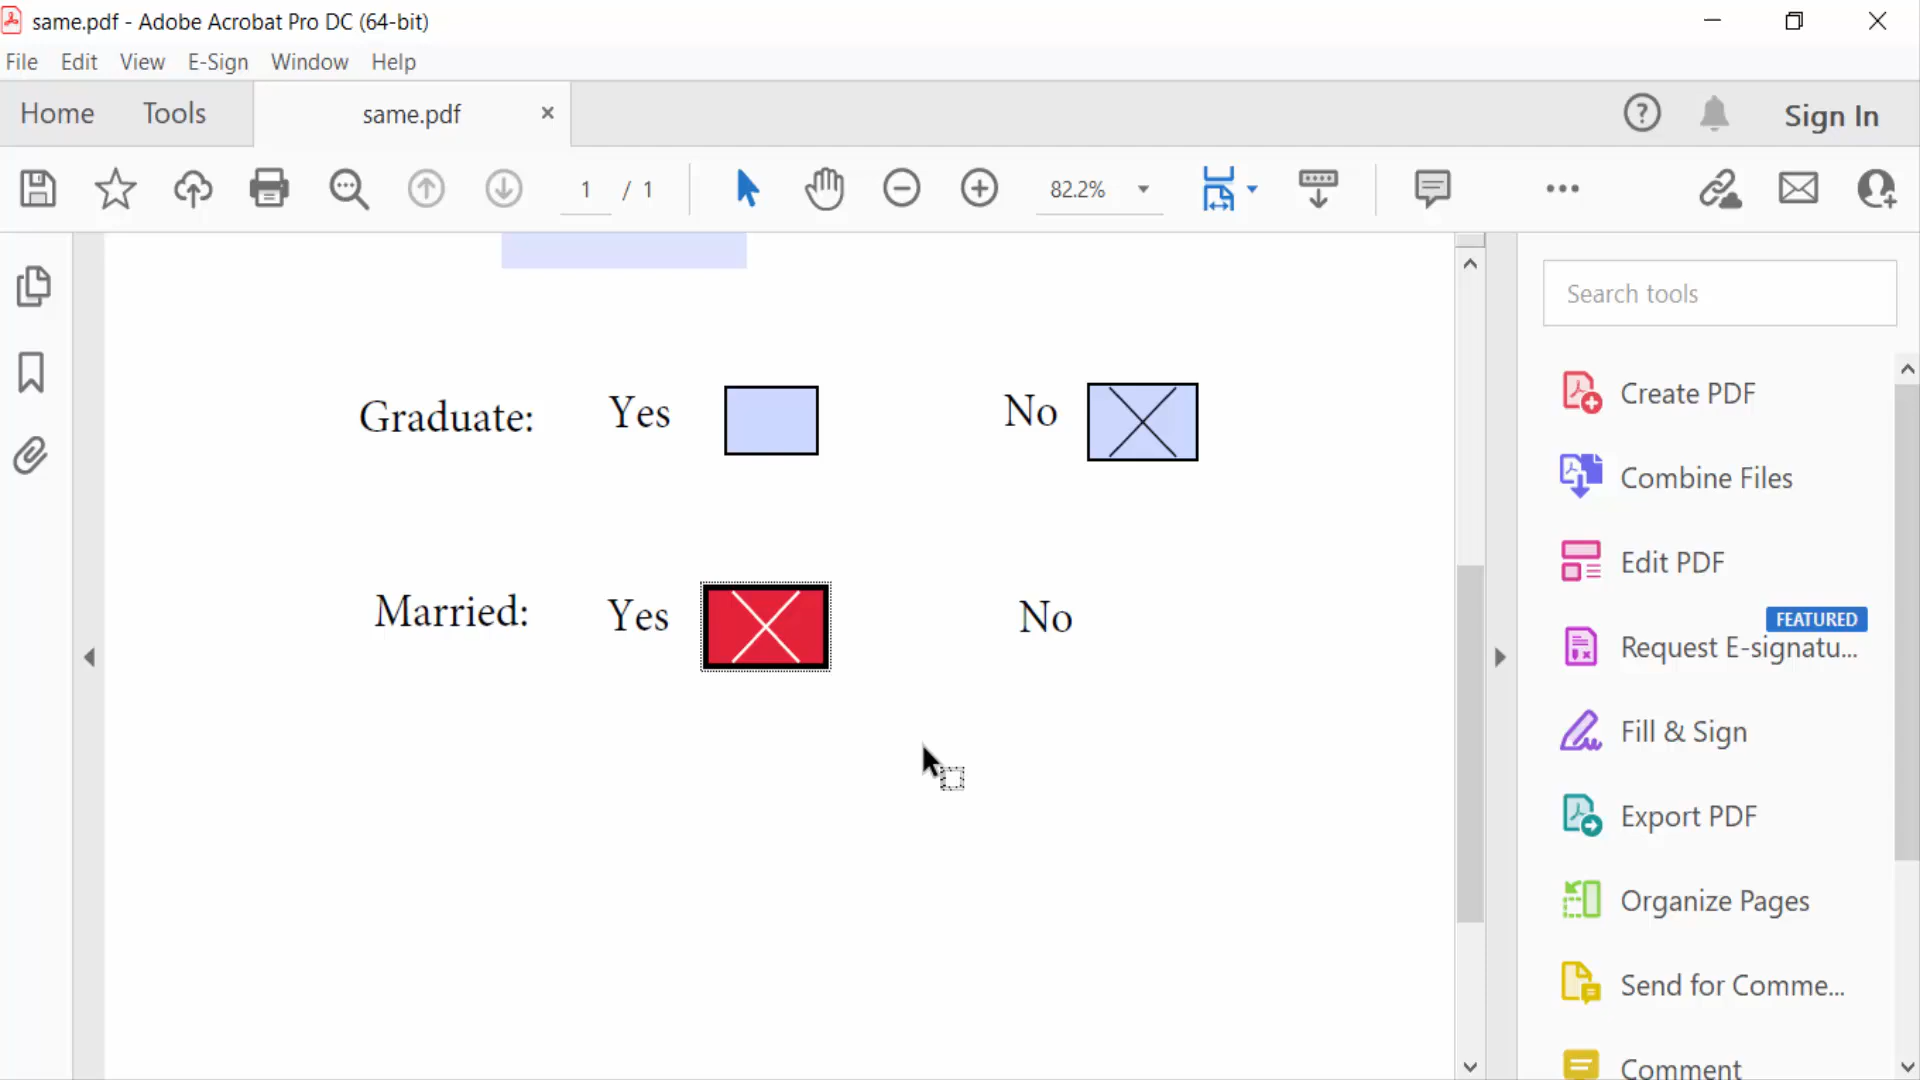 same.pdf - Adobe Acrobat Pro DC (64-bit)
File Edit View E-Sign Window Help
Home Tools same.pdf × ? Sign In
1 / 1 82.2%
Search tools
Create PDF
Graduate: Yes No
Combine Files
Edit PDF
FEATURED
Married: Yes No
Request E-signatu...
Fill & Sign
Export PDF
Organize Pages
Send for Comme...
Comment